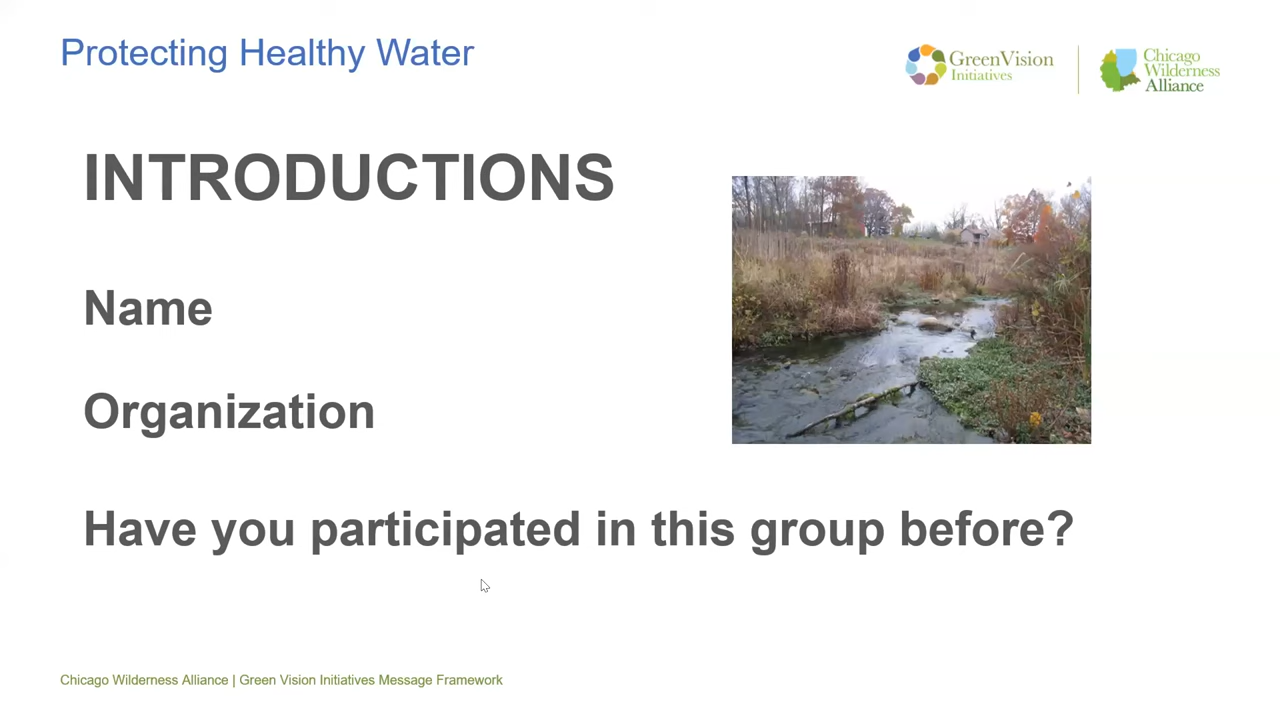 Protecting Healthy Water
GreenVision
Initiatives
Chicago
Wilderness
Alliance
INTRODUCTIONS
Name
Organization
Have you participated in this group before?
Chicago Wilderness Alliance | Green Vision Initiatives Message Framework